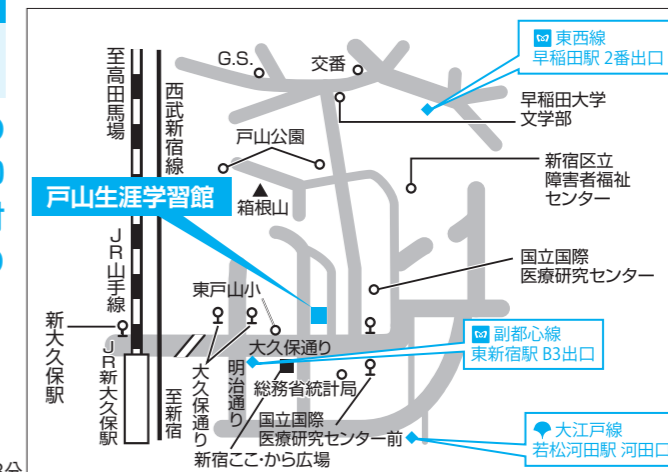 G.S.
交番
東西線
早稲田駅 2番出口
至高田馬場
西武新宿線
早稲田大学
文学部
戸山公園
新宿区立
障害者福祉
センター
戸山生涯学習館
箱根山
JR山手線
国立国際
医療研究センター
東戸山小
新大久保駅
JR新大久保駅
大久保通り
副都心線
東新宿駅 B3出口
至新宿
大久保通り
明治通り
総務省統計局
国立国際
医療研究センター前
新宿ここ・から広場
大江戸線
若松河田駅 河田口